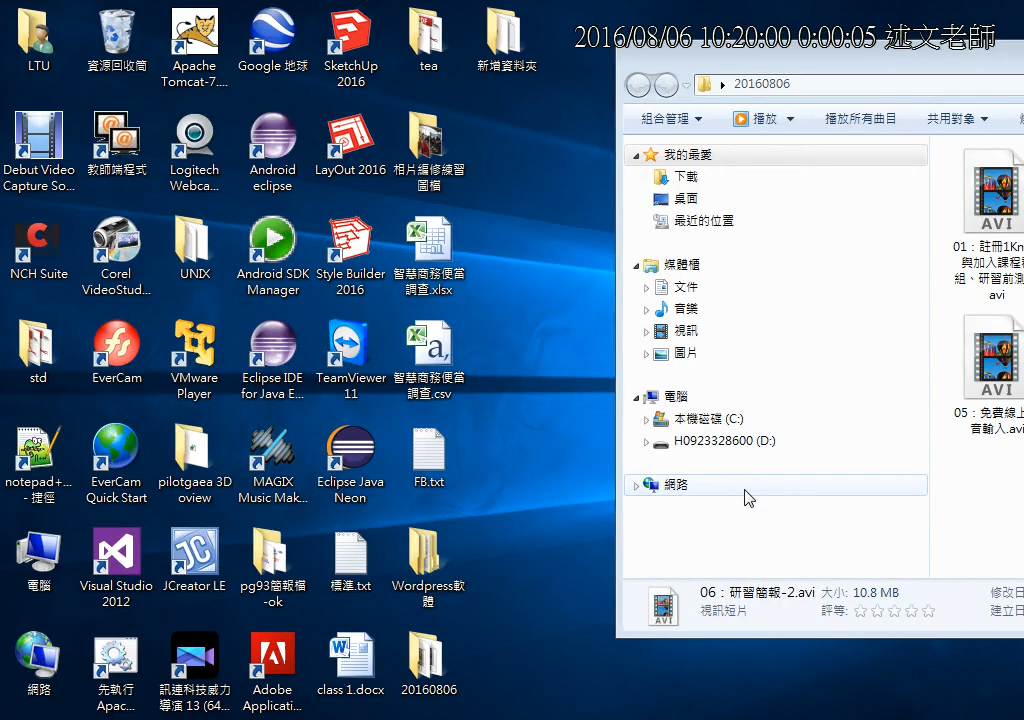 2016/08/06 10:20:00 0:00:05 述文老師
LTU
資源回收筒
Apache
Tomcat-7....
Google 地球
SketchUp
2016
tea
新增資料夾
Debut Video
Capture So...
教師端程式
Logitech
Webca...
Android
eclipse
LayOut 2016
相片編修練習
圖檔
NCH Suite
Corel
VideoStud...
UNIX
Android SDK
Manager
Style Builder
2016
智慧商務便當
調查.xlsx
std
EverCam
VMware
Player
Eclipse IDE
for Java E...
TeamViewer
11
智慧商務便當
調查.csv
notepad+...
- 捷徑
EverCam
Quick Start
pilotgaea 3D
oview
MAGIX
Music Mak...
Eclipse Java
Neon
FB.txt
電腦
Visual Studio
2012
JCreator LE
pg93簡報檔
-ok
標準.txt
Wordpress軟
體
網路
先執行
Apac...
訊連科技威力
導演 13 (64...
Adobe
Applicati...
class 1.docx
20160806
20160806
組合管理
播放
播放所有曲目
共用對象
我的最愛
下載
桌面
最近的位置
媒體櫃
文件
音樂
視訊
圖片
電腦
本機磁碟 (C:)
H0923328600 (D:)
網路
AVI
01：註冊1Kn
與加入課程
組、研習前測
avi
AVI
05：免費線上
音輸入.avi
AVI
06：研習簡報-2.avi
大小: 10.8 MB
修改日
視訊短片
評等:
建立日